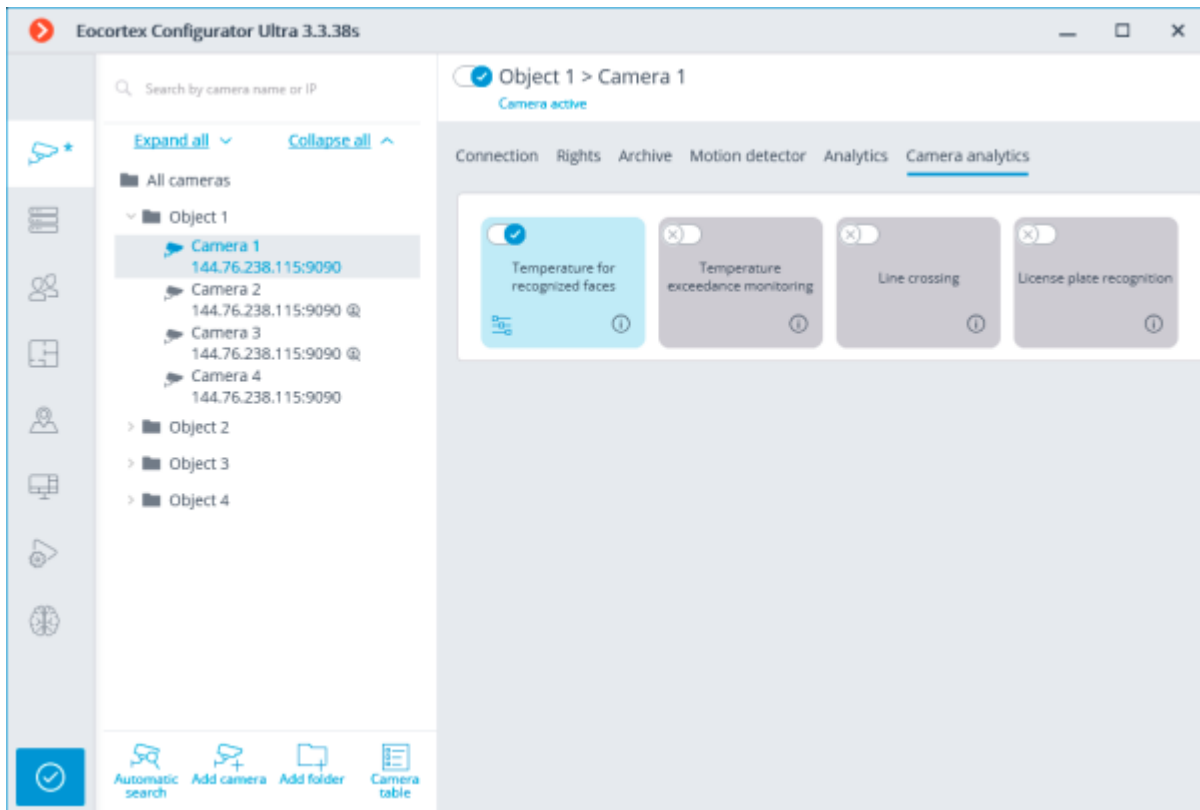 Eocortex Configurator Ultra 3.3.38s
Search by camera name or IP
Expand all
Collapse all
All cameras
Object 1
Camera 1
144.76.238.115:9090
Camera 2
144.76.238.115:9090
Camera 3
144.76.238.115:9090
Camera 4
144.76.238.115:9090
Object 2
Object 3
Object 4
Automatic
search
Add camera
Add folder
Camera
table
Object 1 > Camera 1
Camera active
Connection Rights Archive Motion detector Analytics Camera analytics
Temperature for
recognized faces
Temperature
exceedance monitoring
Line crossing
License plate recognition